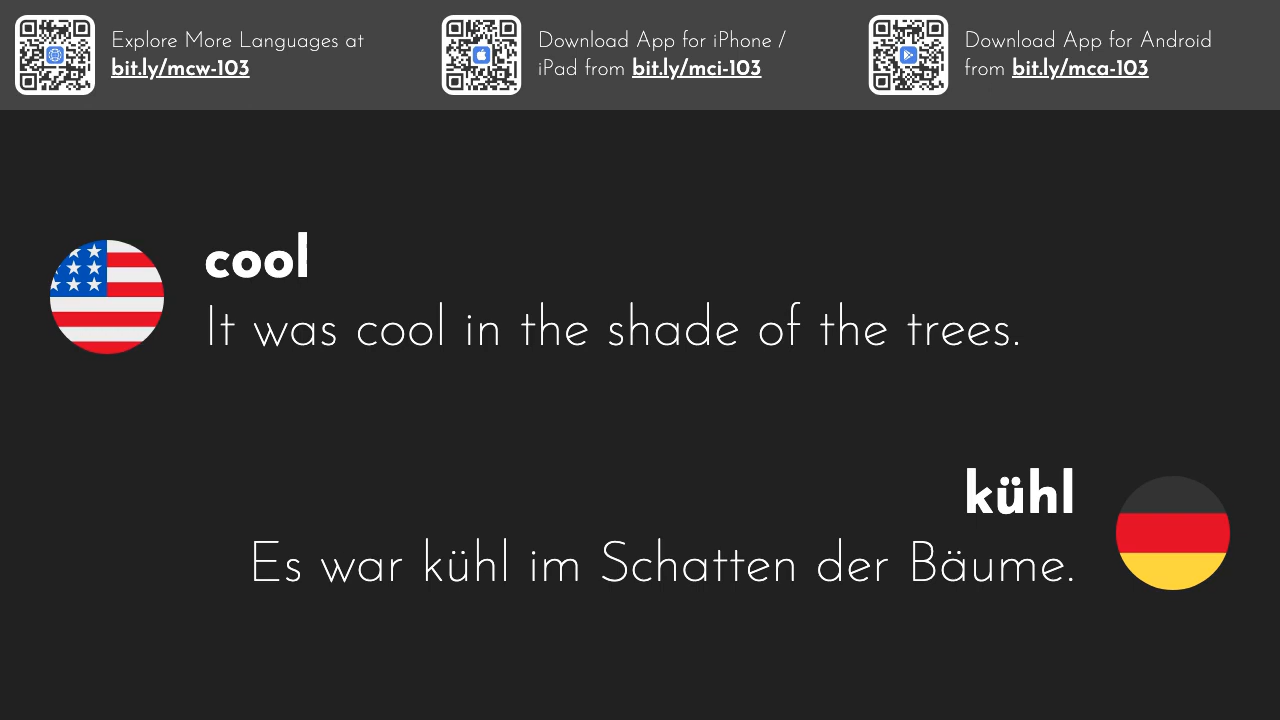 Explore More Languages at
bit.ly/mcw-103
Download App for iPhone /
iPad from bit.ly/mci-103
Download App for Android
from bit.ly/mca-103
cool
It was cool in the shade of the trees.
kühl
Es war kühl im Schatten der Bäume.